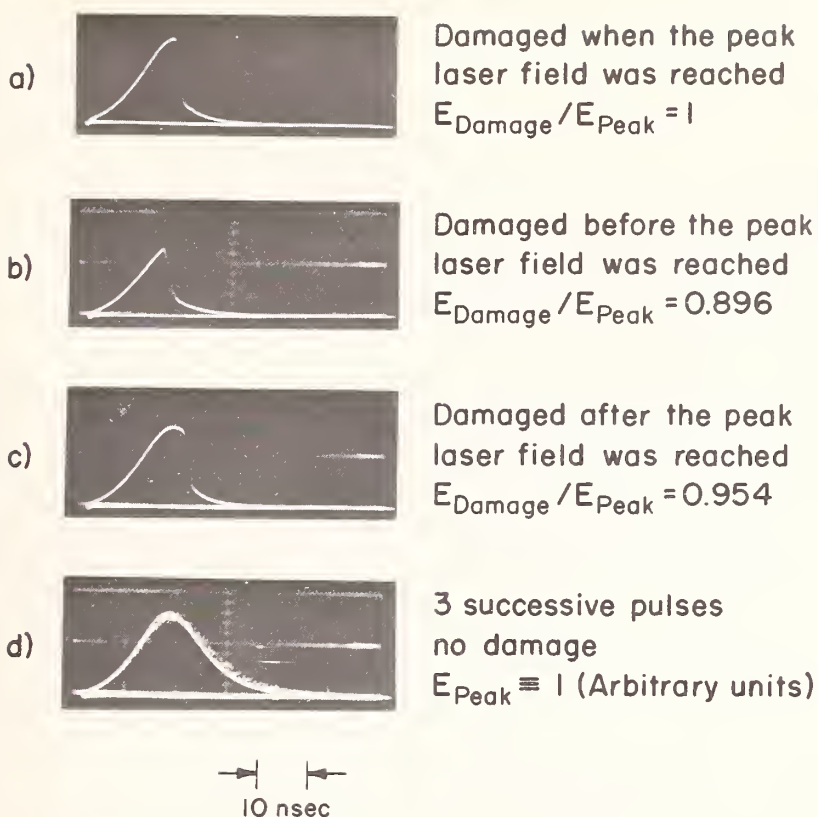 a)
Damaged when the peak
laser field was reached
E_Damage/E_Peak = 1
b)
Damaged before the peak
laser field was reached
E_Damage/E_Peak = 0.896
c)
Damaged after the peak
laser field was reached
E_Damage/E_Peak = 0.954
d)
3 successive pulses
no damage
E_Peak ≡ 1 (Arbitrary units)
10 nsec